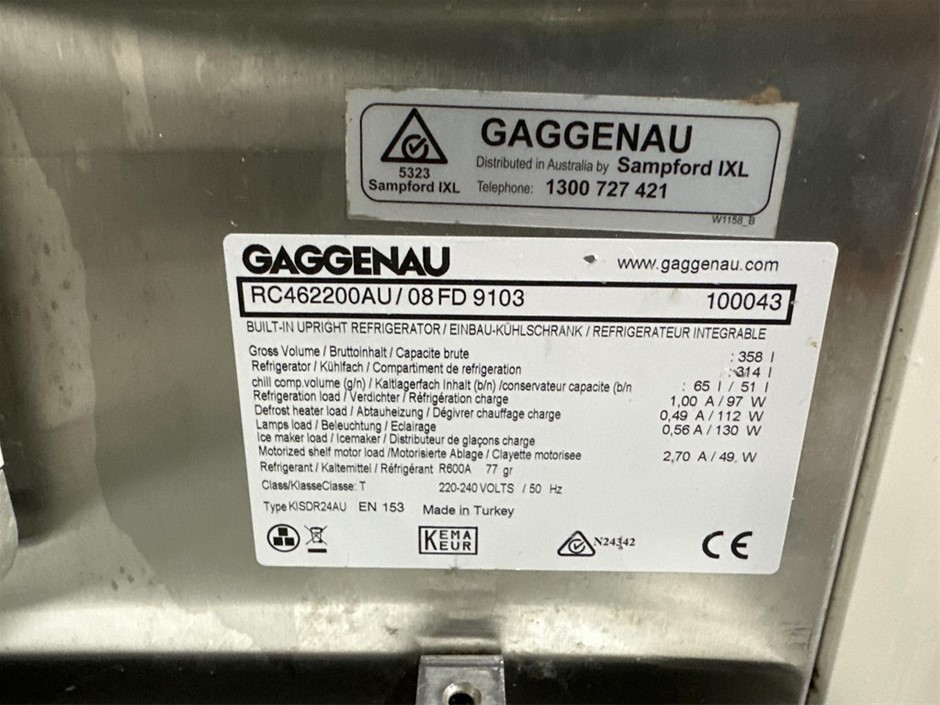 GAGGENAU
Distributed in Australia by Sampford IXL
5323
Sampford IXL
Telephone: 1300 727 421
W1158_B
GAGGENAU
www.gaggenau.com
RC462200AU / 08 FD 9103 100043
BUILT-IN UPRIGHT REFRIGERATOR / EINBAU-KÜHLSCHRANK / REFRIGERATEUR INTEGRABLE
Gross Volume / Bruttoinhalt / Capacite brute : 358 l
Refrigerator / Kühlfach / Compartiment de refrigeration : 314 l
chill comp.volume (g/n) / Kaltlagerfach Inhalt (b/n) /conservateur capacite (b/n : 65 l / 51 l
Refrigeration load / Verdichter / Réfrigération charge 1,00 A / 97 W
Defrost heater load / Abtauheizung / Dégivrer chauffage charge 0,49 A / 112 W
Lamps load / Beleuchtung / Eclairage 0,56 A / 130 W
Ice maker load / Icemaker / Distributeur de glaçons charge
Motorized shelf motor load /Motorisierte Ablage / Clayette motorisee 2,70 A / 49 W
Refrigerant / Kaltemittel / Réfrigérant R600A 77 gr
Class/KlasseClasse: T 220-240 VOLTS / 50 Hz
Type KISDR24AU EN 153 Made in Turkey
KEMA
EUR
N24342
CE